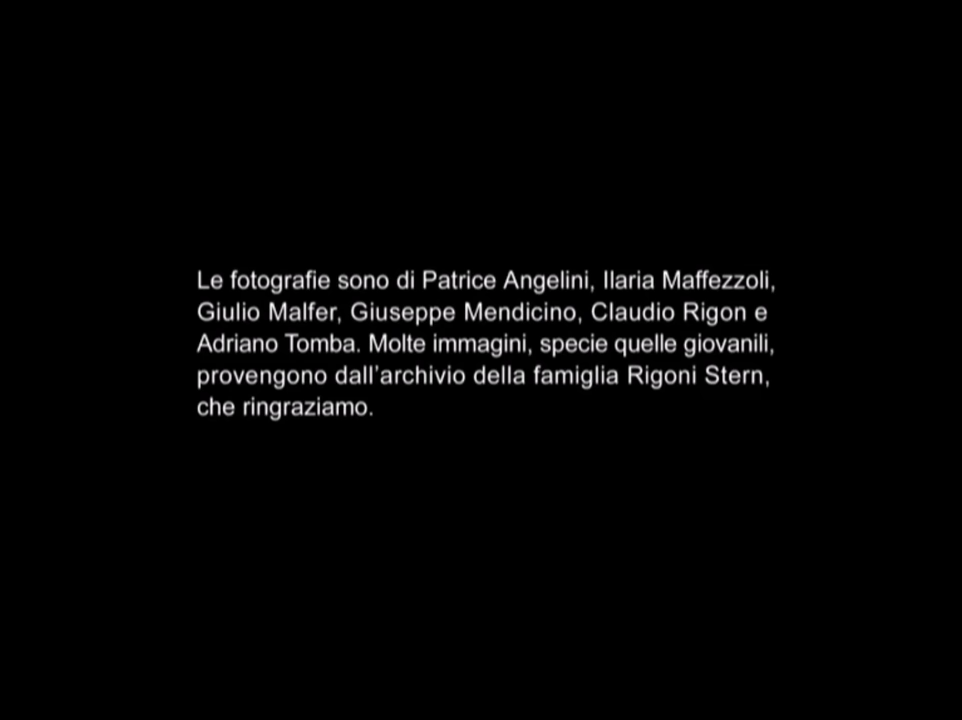 Le fotografie sono di Patrice Angelini, Ilaria Maffezzoli,
Giulio Malfer, Giuseppe Mendicino, Claudio Rigon e
Adriano Tomba. Molte immagini, specie quelle giovanili,
provengono dall’archivio della famiglia Rigoni Stern,
che ringraziamo.